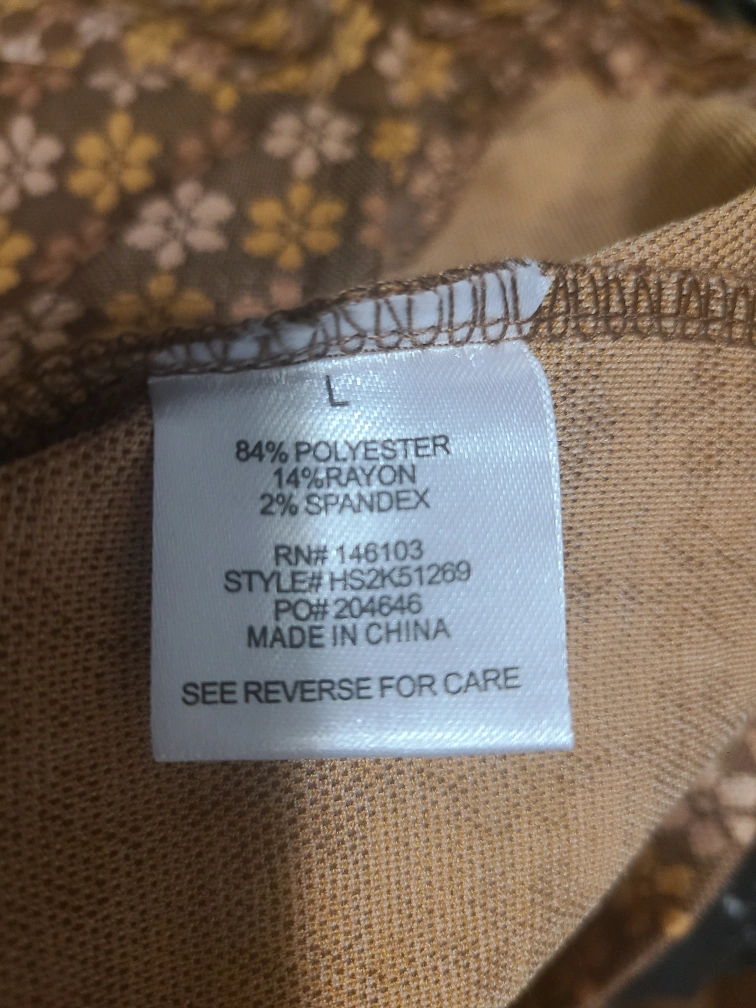 L
84% POLYESTER
14%RAYON
2% SPANDEX
RN# 146103
STYLE# HS2K51269
PO# 204646
MADE IN CHINA
SEE REVERSE FOR CARE